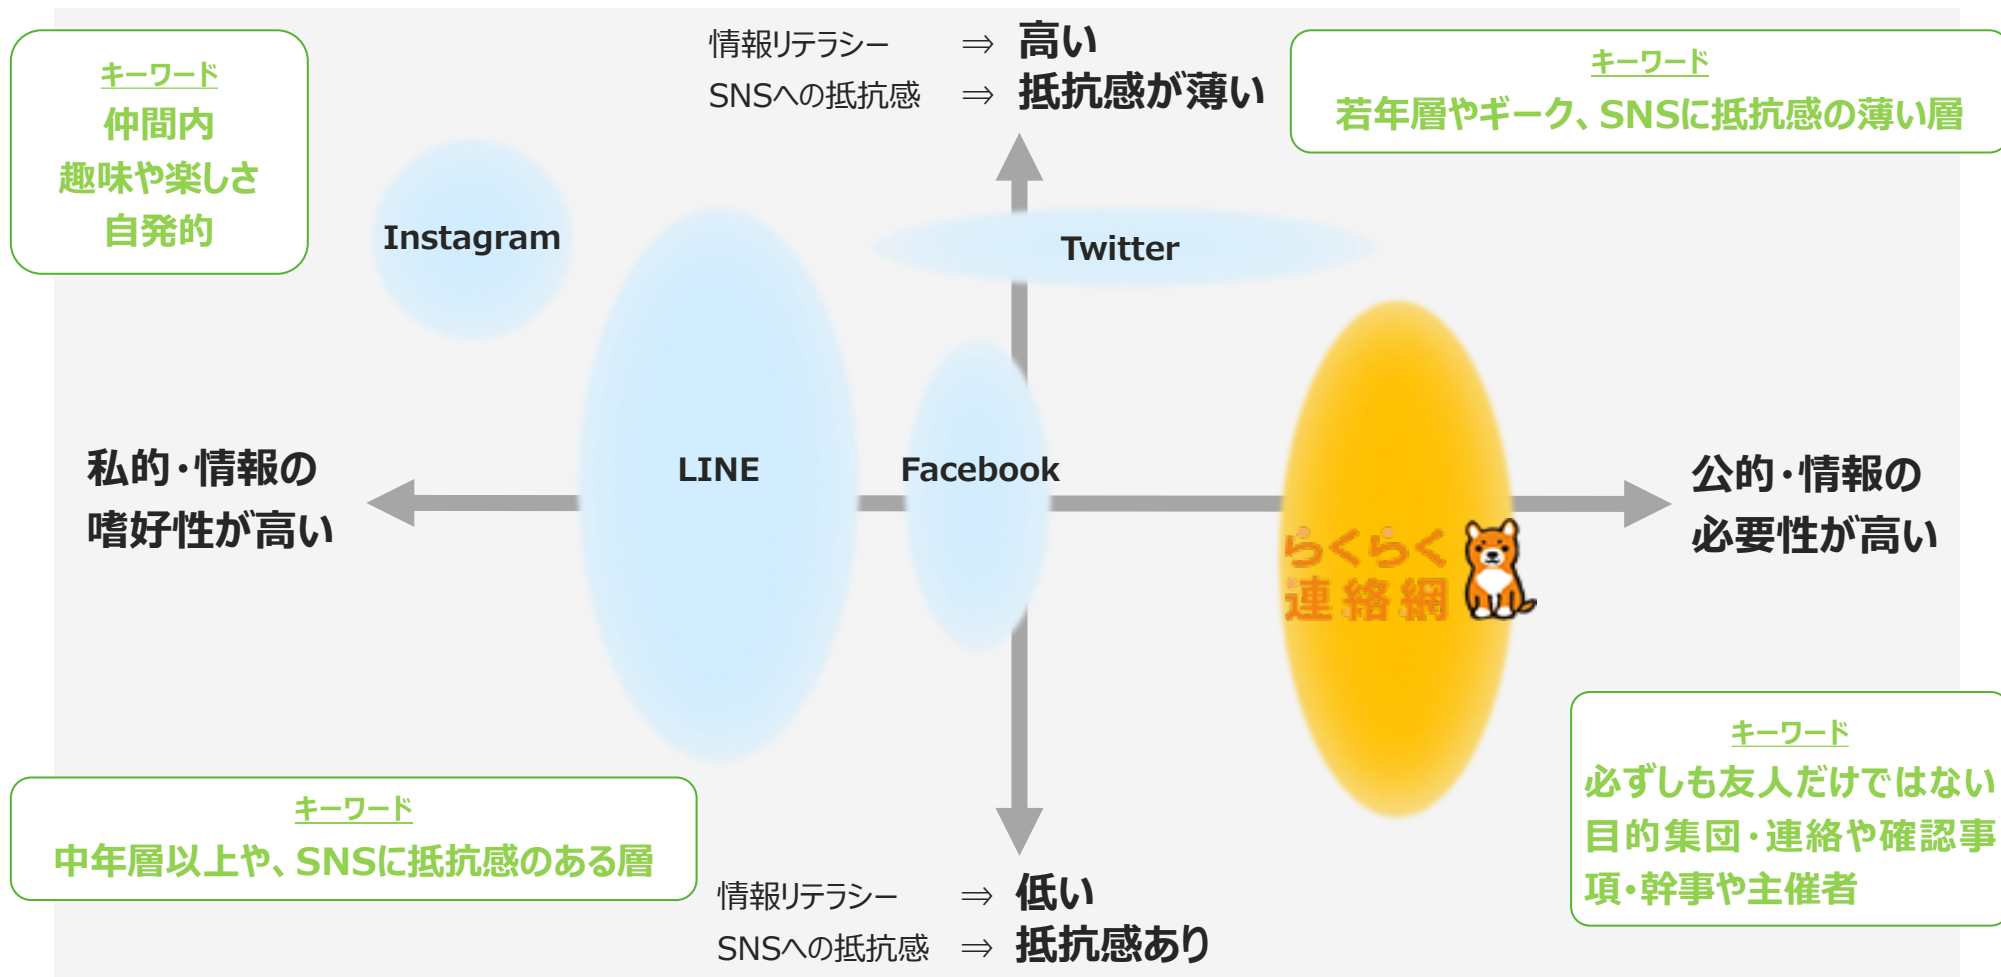 情報リテラシー ⇒ 高い
SNSへの抵抗感 ⇒ 抵抗感が薄い
キーワード
仲間内
趣味や楽しさ
自発的
キーワード
若年層やギーク、SNSに抵抗感の薄い層
Instagram
Twitter
LINE
Facebook
私的・情報の
嗜好性が高い
公的・情報の
必要性が高い
らくらく
連絡網
キーワード
中年層以上や、SNSに抵抗感のある層
キーワード
必ずしも友人だけではない
目的集団・連絡や確認事
項・幹事や主催者
情報リテラシー ⇒ 低い
SNSへの抵抗感 ⇒ 抵抗感あり